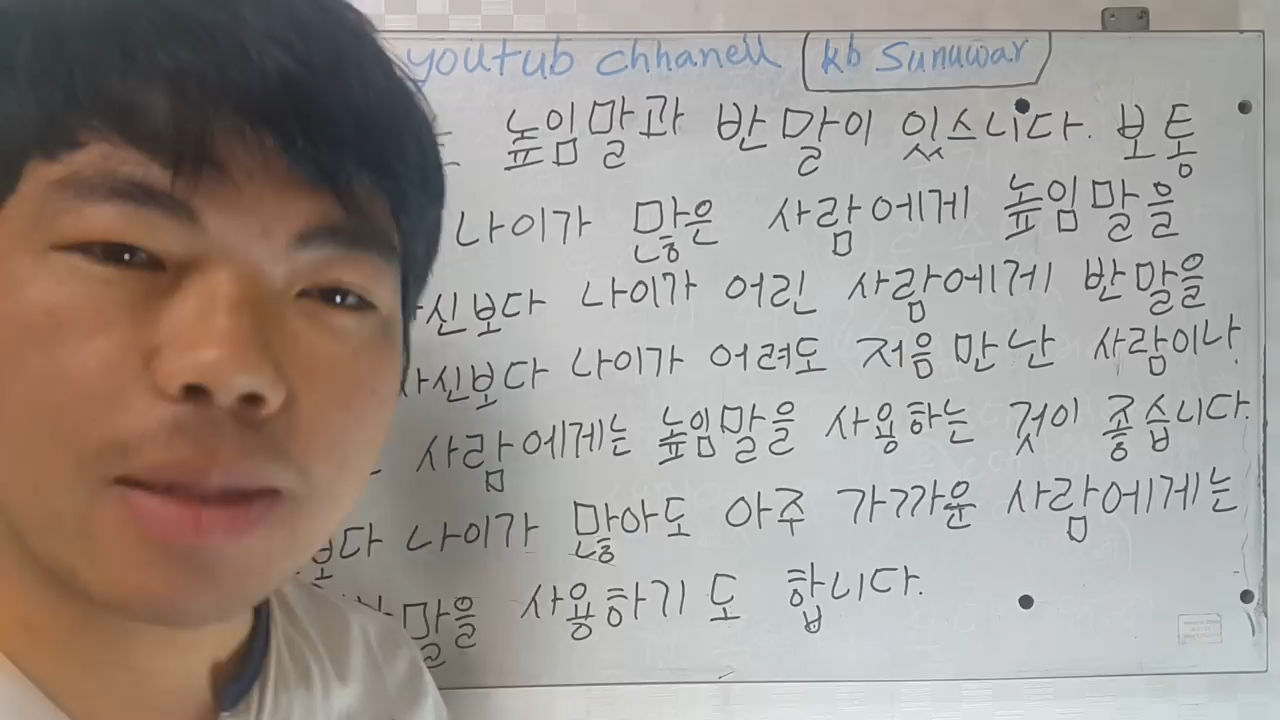 youtub chhanell kb Sunuwar
높임말과 반말이 있스니다. 보통
나이가 많은 사람에게 높임말을
신보다 나이가 어린 사람에게 반말을
신보다 나이가 어려도 저음 만난 사람이나
사람에게는 높임말을 사용하는 것이 좋습니다.
보다 나이가 많아도 아주 가까운 사람에게는
말을 사용하기도 합니다.